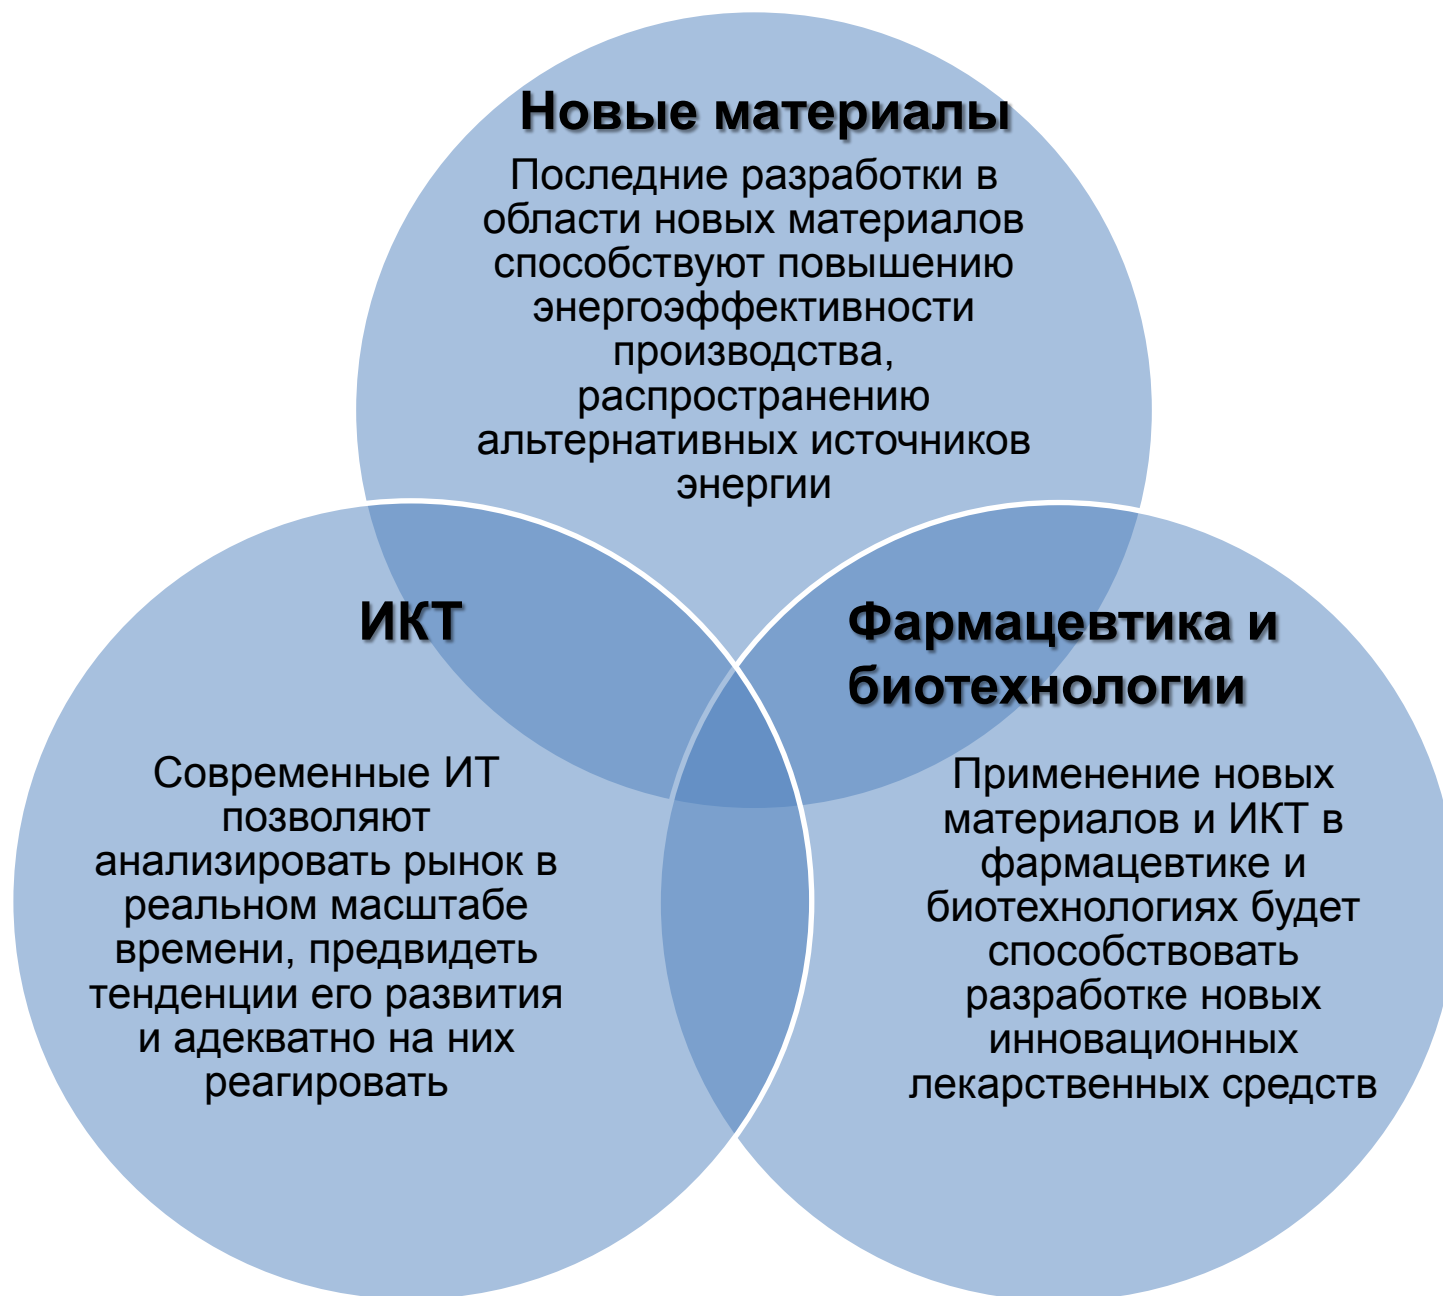 Новые материалы
Последние разработки в
области новых материалов
способствуют повышению
энергоэффективности
производства,
распространению
альтернативных источников
энергии
ИКТ
Современные ИТ
позволяют
анализировать рынок в
реальном масштабе
времени, предвидеть
тенденции его развития
и адекватно на них
реагировать
Фармацевтика и
биотехнологии
Применение новых
материалов и ИКТ в
фармацевтике и
биотехнологиях будет
способствовать
разработке новых
инновационных
лекарственных средств